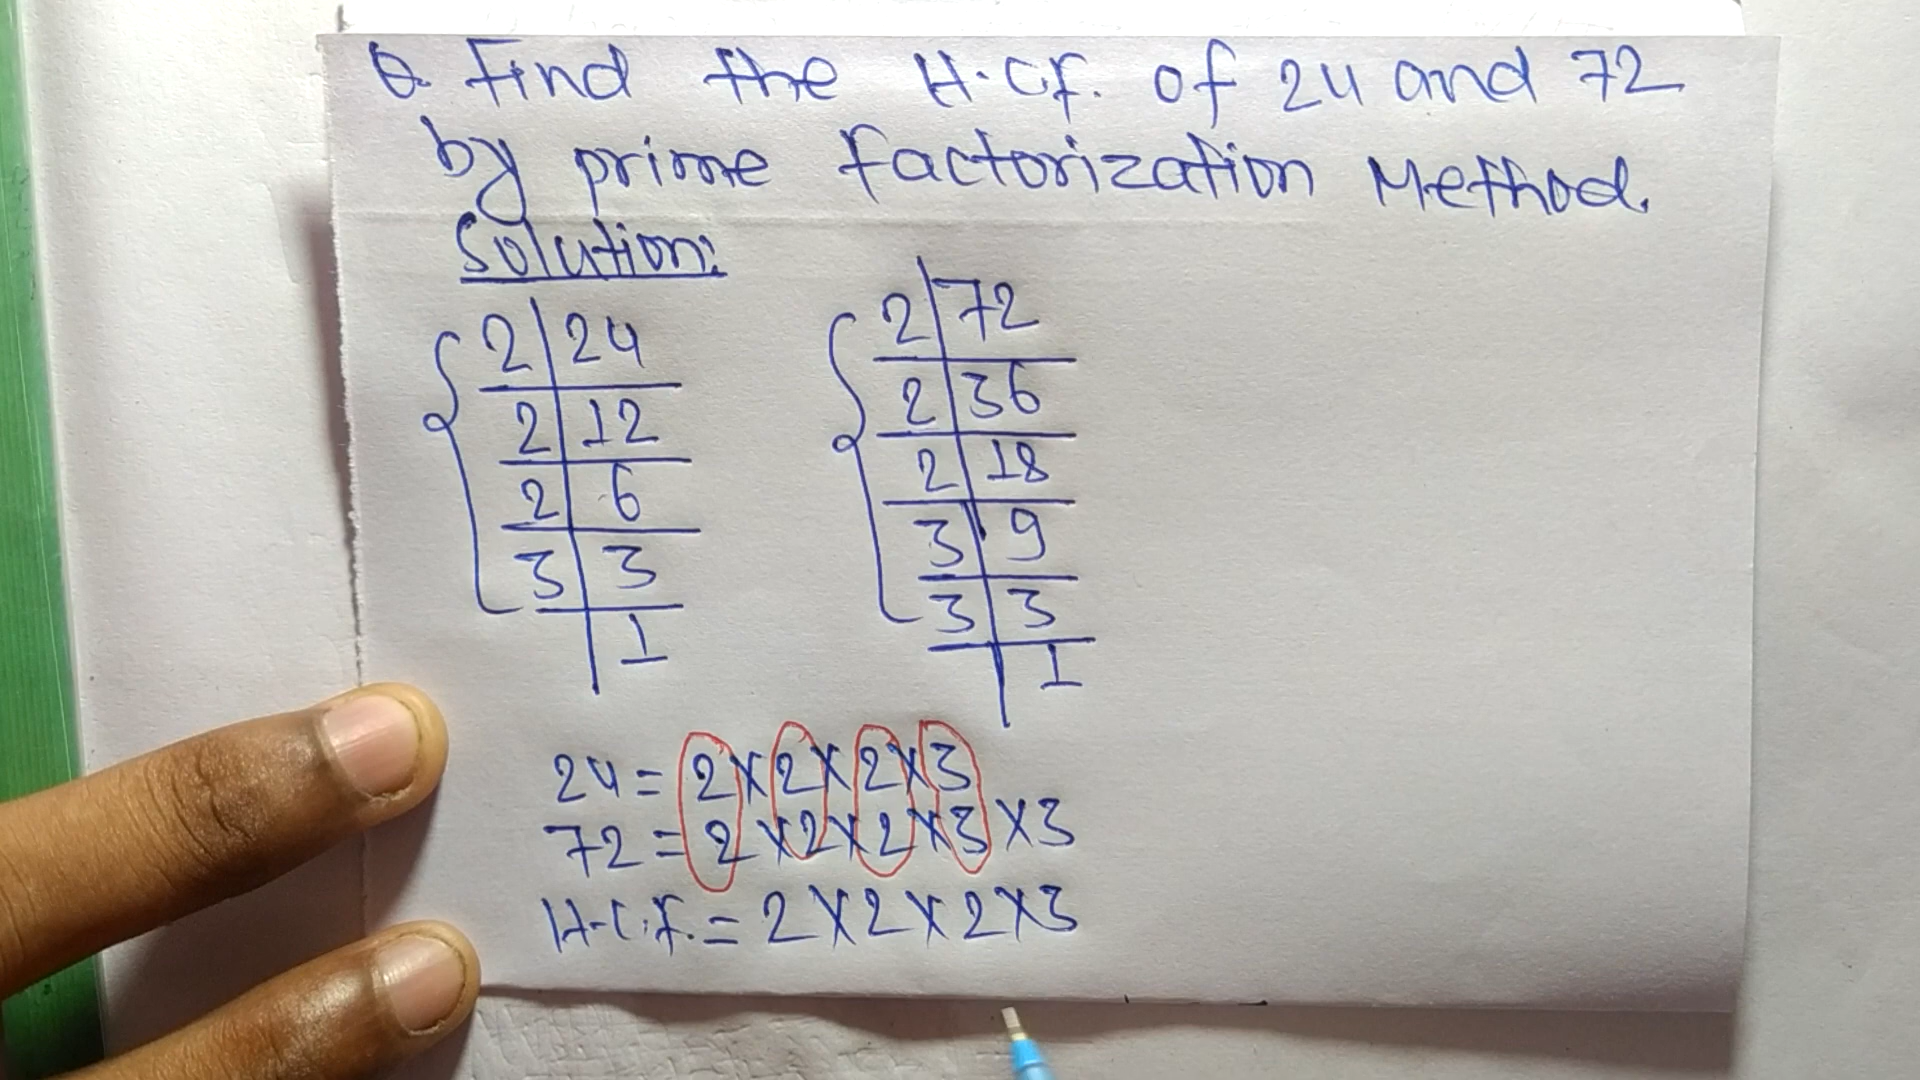 Q. Find the H.C.F. of 24 and 72
by prime factorization Method.
Solution:
2 | 24
2 | 12
2 | 6
3 | 3
1
2 | 72
2 | 36
2 | 18
3 | 9
3 | 3
1
24 = 2×2×2×3
72 = 2×2×2×3×3
H.C.F. = 2×2×2×3